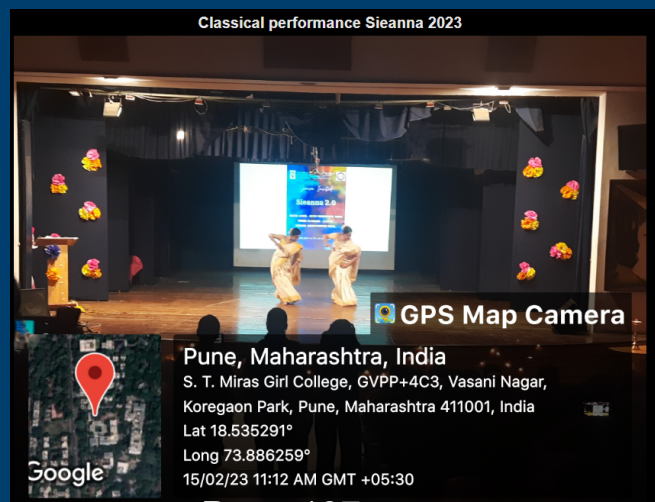 Classical performance Sieanna 2023
Sieanna 2.0
GPS Map Camera
Pune, Maharashtra, India
S. T. Miras Girl College, GVPP+4C3, Vasani Nagar,
Koregaon Park, Pune, Maharashtra 411001, India
Lat 18.535291°
Long 73.886259°
15/02/23 11:12 AM GMT +05:30
Google